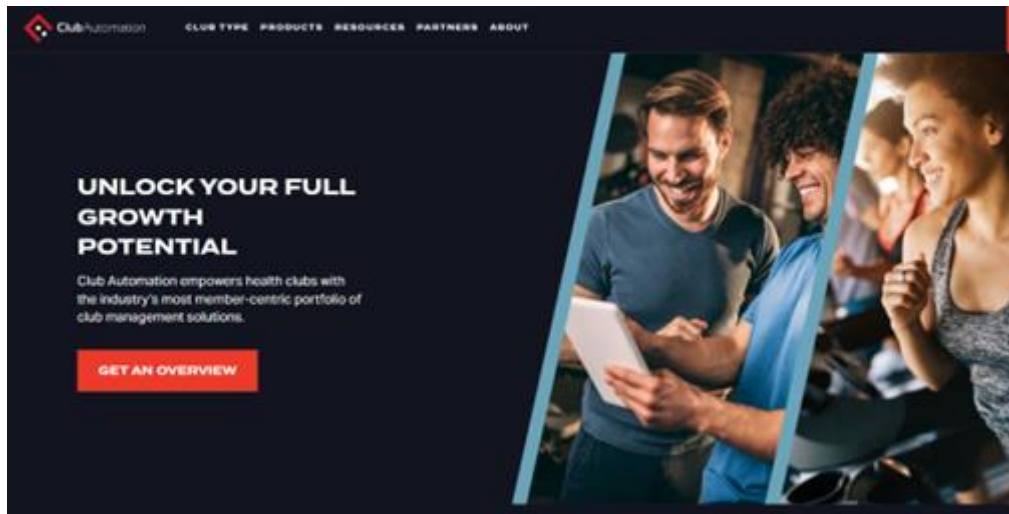 ClubAutomation
CLUB TYPE PRODUCTS RESOURCES PARTNERS ABOUT
UNLOCK YOUR FULL
GROWTH
POTENTIAL
Club Automation empowers health clubs with
the industry's most member-centric portfolio of
club management solutions.
GET AN OVERVIEW